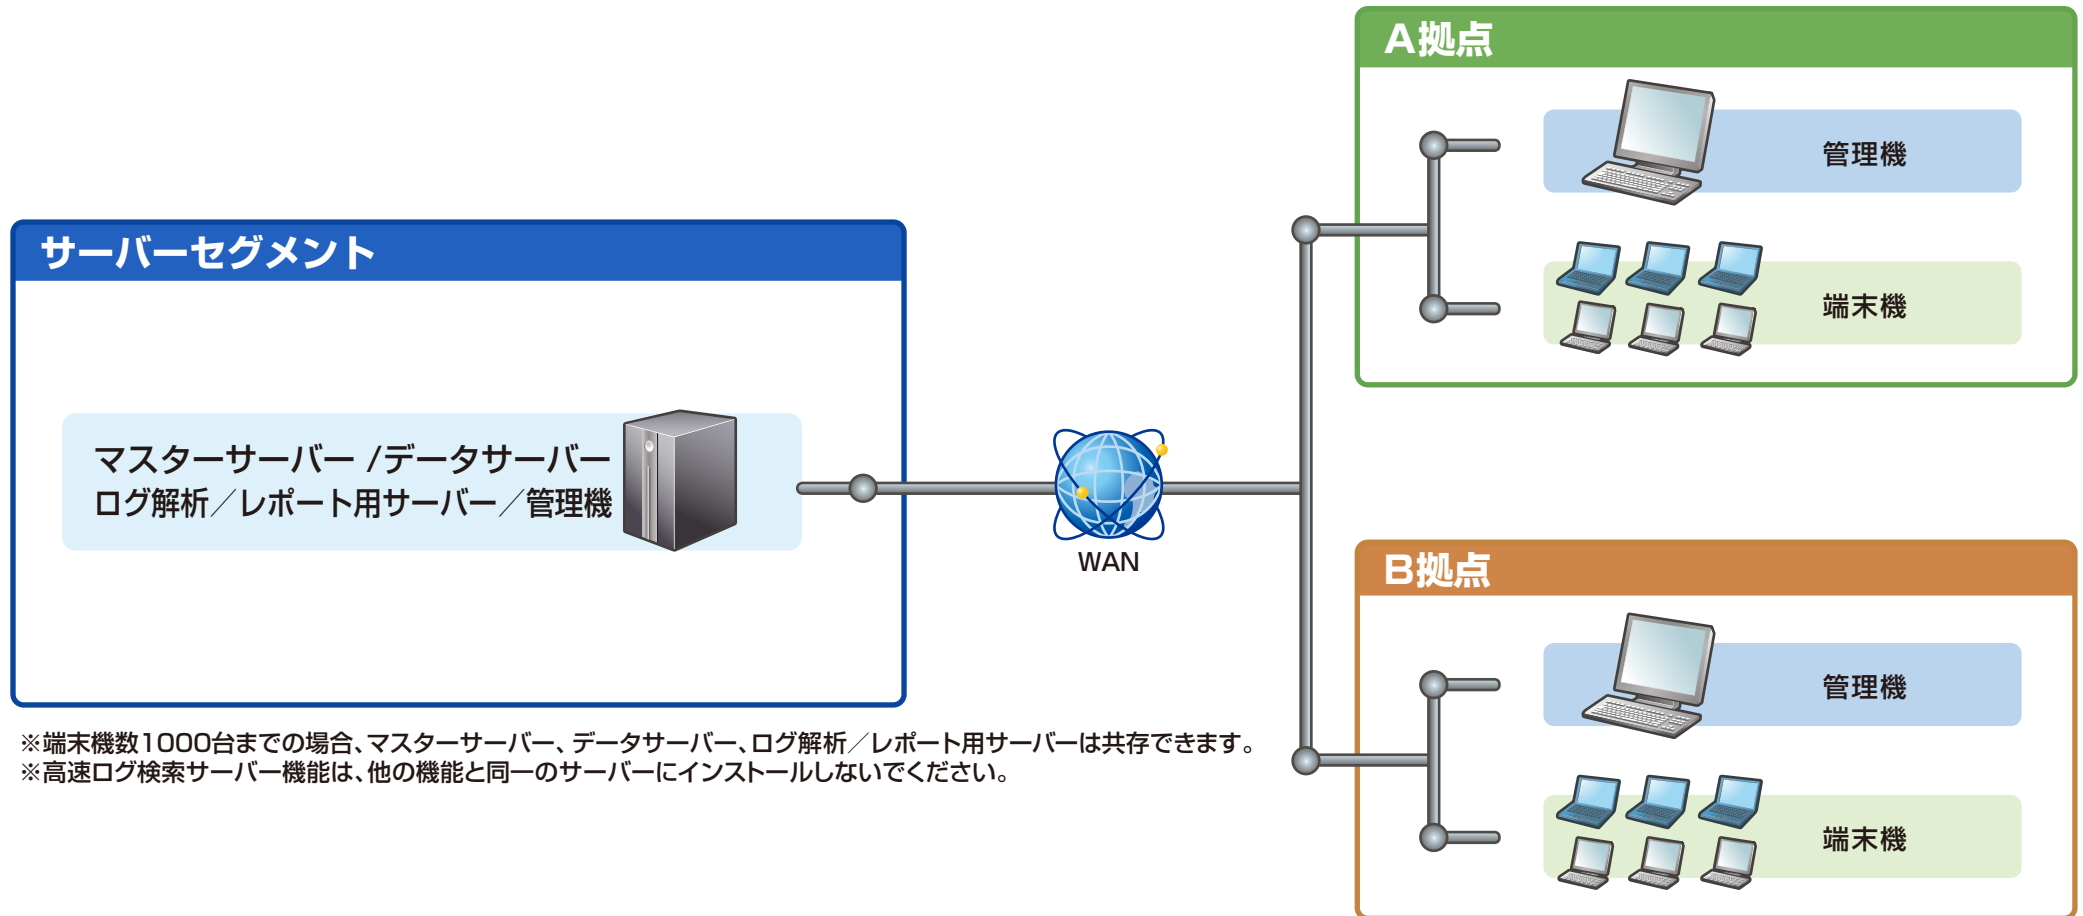 A拠点
管理機
端末機
サーバーセグメント
マスターサーバー /データサーバー
ログ解析／レポート用サーバー／管理機
WAN
B拠点
管理機
端末機
※端末機数1000台までの場合、マスターサーバー、データサーバー、ログ解析／レポート用サーバーは共存できます。
※高速ログ検索サーバー機能は、他の機能と同一のサーバーにインストールしないでください。